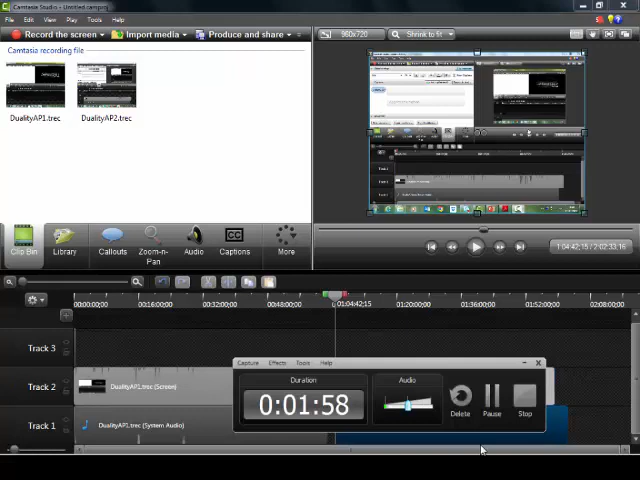 Camtasia Studio - Untitled.camproj
File Edit View Play Tools Help
Record the screen Import media Produce and share
960x720 Shrink to fit
Camtasia recording file
DualityAP1.trec DualityAP2.trec
Clip Bin Library Callouts Zoom-n-Pan Audio Captions More
1:04:42;15 / 2:02:33;16
00:00:00;00 00:16:00;00 00:32:00;00 00:48:00;00 01:04:42;15 01:20:00;00 01:36:00;00 01:52:00;00 02:08:00;00
Track 3
Track 2 DualityAP1.trec (Screen)
Track 1 DualityAP1.trec (System Audio)
Capture Effects Tools Help
Duration Audio
0:01:58
Delete Pause Stop